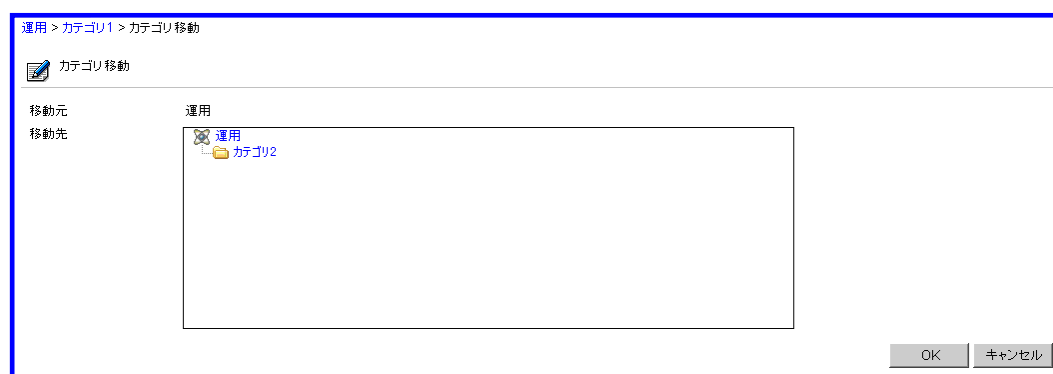 運用 > カテゴリ1 > カテゴリ移動
カテゴリ移動
移動元 運用
移動先
運用
カテゴリ2
OK キャンセル